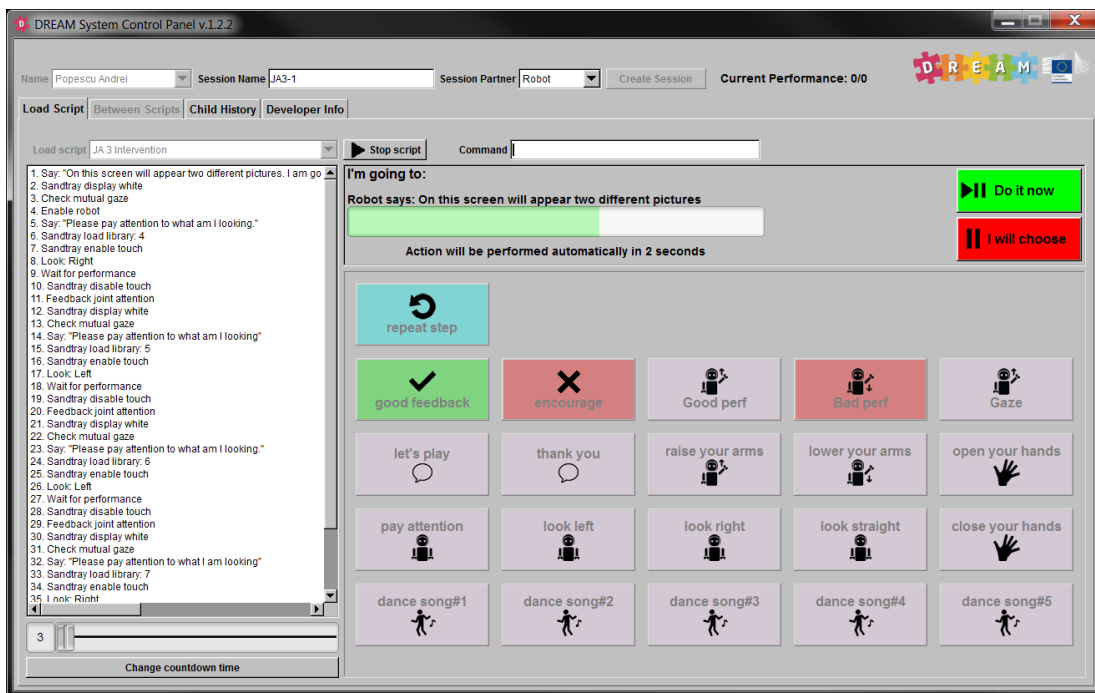 DREAM System Control Panel v.1.2.2
DREAM
Name Popescu Andrei Session Name JA3-1 Session Partner Robot Create Session Current Performance: 0/0
Load Script Between Scripts Child History Developer Info
Load script JA 3 Intervention Stop script Command
1. Say: "On this screen will appear two different pictures. I am go
2. Sandtray display white
3. Check mutual gaze
4. Enable robot
5. Say: "Please pay attention to what am I looking."
6. Sandtray load library: 4
7. Sandtray enable touch
8. Look: Right
9. Wait for performance
10. Sandtray disable touch
11. Feedback joint attention
12. Sandtray display white
13. Check mutual gaze
14. Say: "Please pay attention to what am I looking"
15. Sandtray load library: 5
16. Sandtray enable touch
17. Look: Left
18. Wait for performance
19. Sandtray disable touch
20. Feedback joint attention
21. Sandtray display white
22. Check mutual gaze
23. Say: "Please pay attention to what am I looking."
24. Sandtray load library: 6
25. Sandtray enable touch
26. Look: Left
27. Wait for performance
28. Sandtray disable touch
29. Feedback joint attention
30. Sandtray display white
31. Check mutual gaze
32. Say: "Please pay attention to what I am looking"
33. Sandtray load library: 7
34. Sandtray enable touch
35. Look: Right
3
Change countdown time
I'm going to:
Robot says: On this screen will appear two different pictures
Action will be performed automatically in 2 seconds
Do it now
I will choose
repeat step
good feedback encourage Good perf Bad perf Gaze
let's play thank you raise your arms lower your arms open your hands
pay attention look left look right look straight close your hands
dance song#1 dance song#2 dance song#3 dance song#4 dance song#5